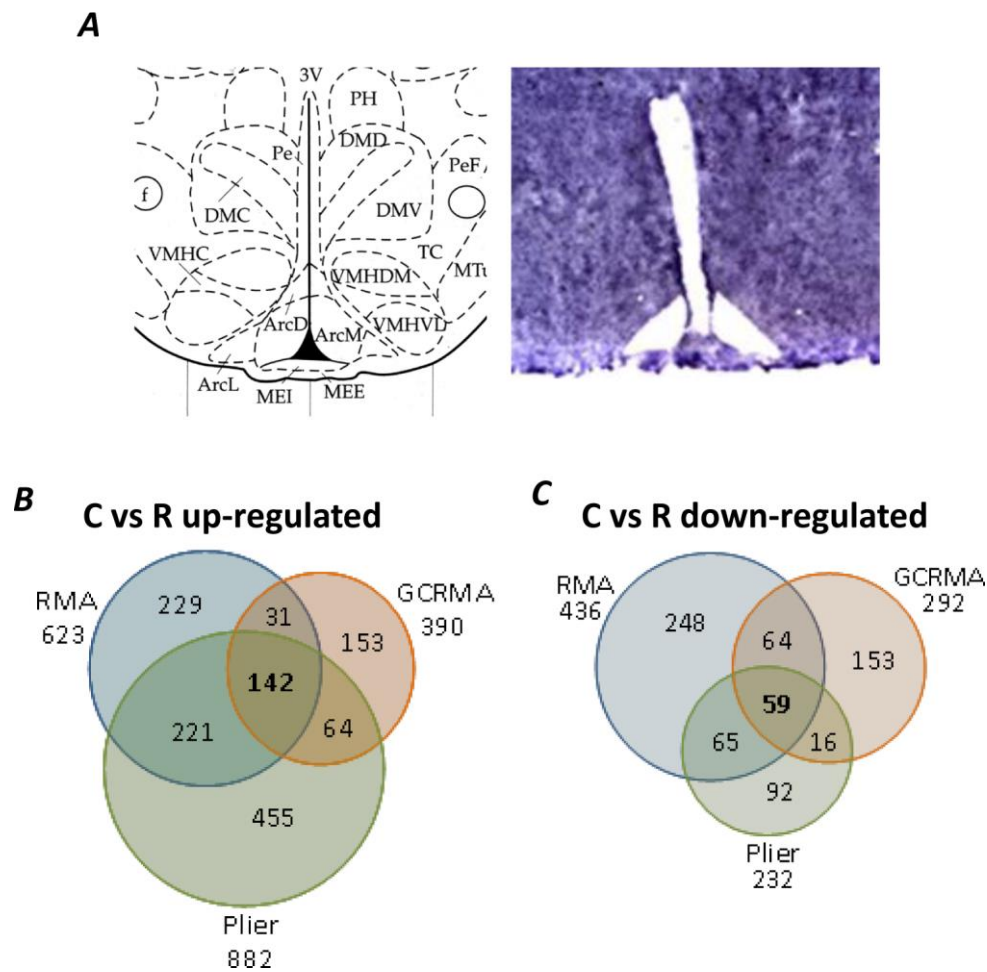 A
3V
PH
DMD
Pe
PeF
f
DMC
DMV
VMHC
TC
VMHDM
MTu
ArcD
ArcM
VMHVL
ArcL
MEI
MEE
B
C vs R up-regulated
RMA
623
GCRMA
390
229
31
153
142
221
64
455
Plier
882
C
C vs R down-regulated
RMA
436
GCRMA
292
248
64
153
59
65
16
92
Plier
232